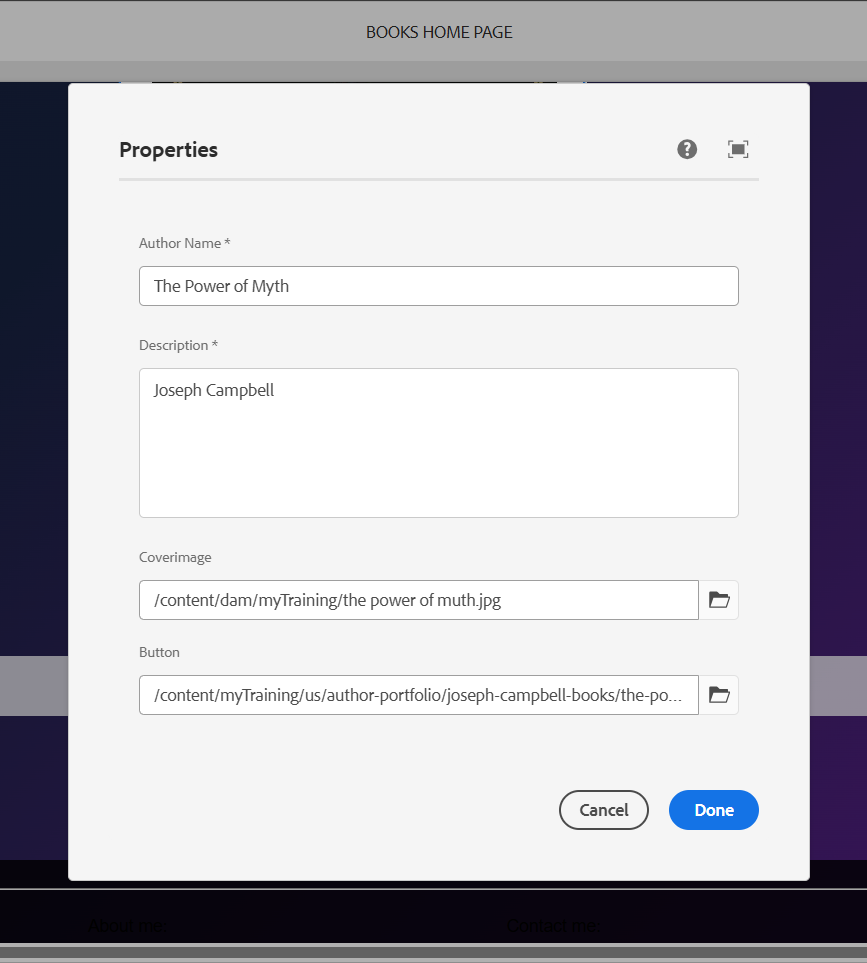 BOOKS HOME PAGE
Properties
Author Name *
The Power of Myth
Description *
Joseph Campbell
Coverimage
/content/dam/myTraining/the power of muth.jpg
Button
/content/myTraining/us/author-portfolio/joseph-campbell-books/the-po...
Cancel
Done
About me:
Contact me: